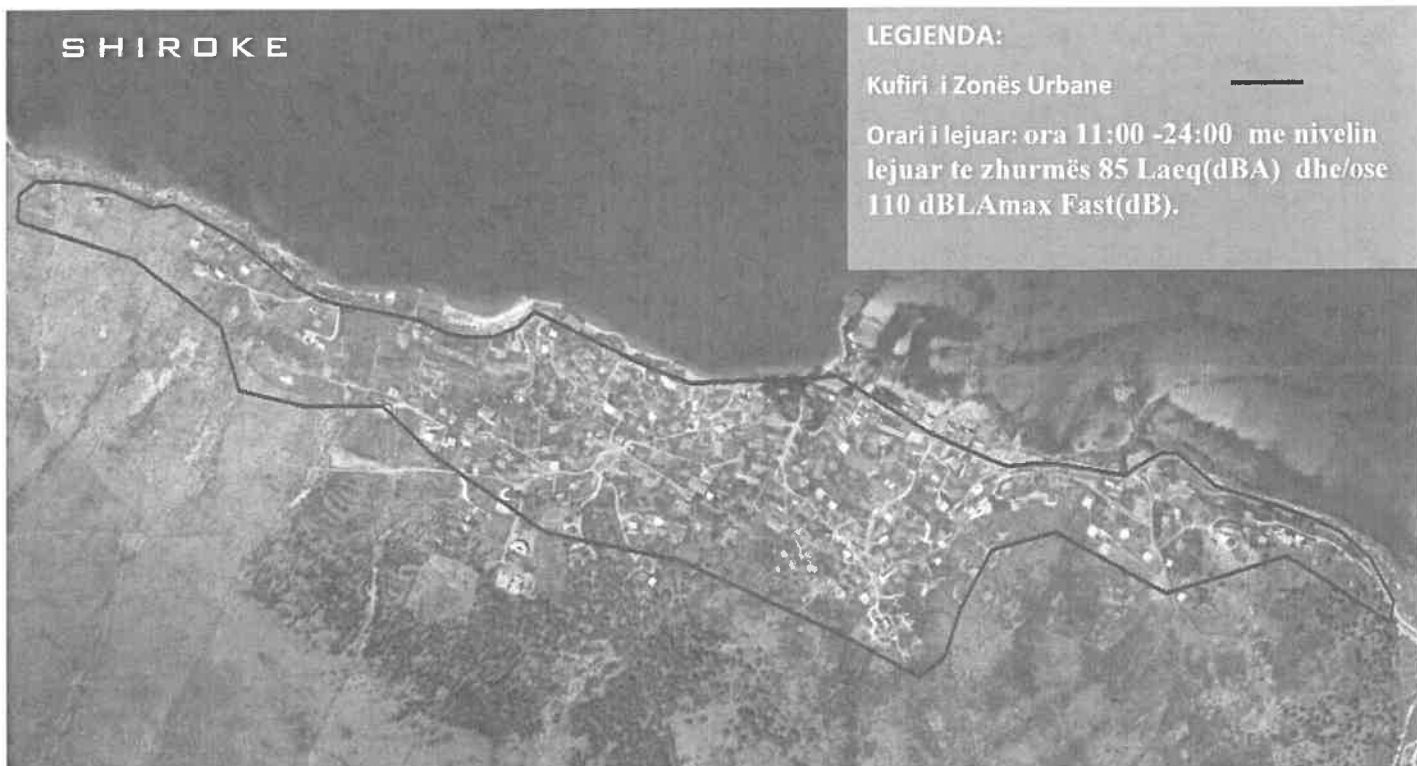 SHIROKE
LEGJENDA:
Kufiri i Zonës Urbane
Orari i lejuar: ora 11:00 -24:00 me nivelin
lejuar te zhurmës 85 Laeq(dBA) dhe/ose
110 dBLAmax Fast(dB).